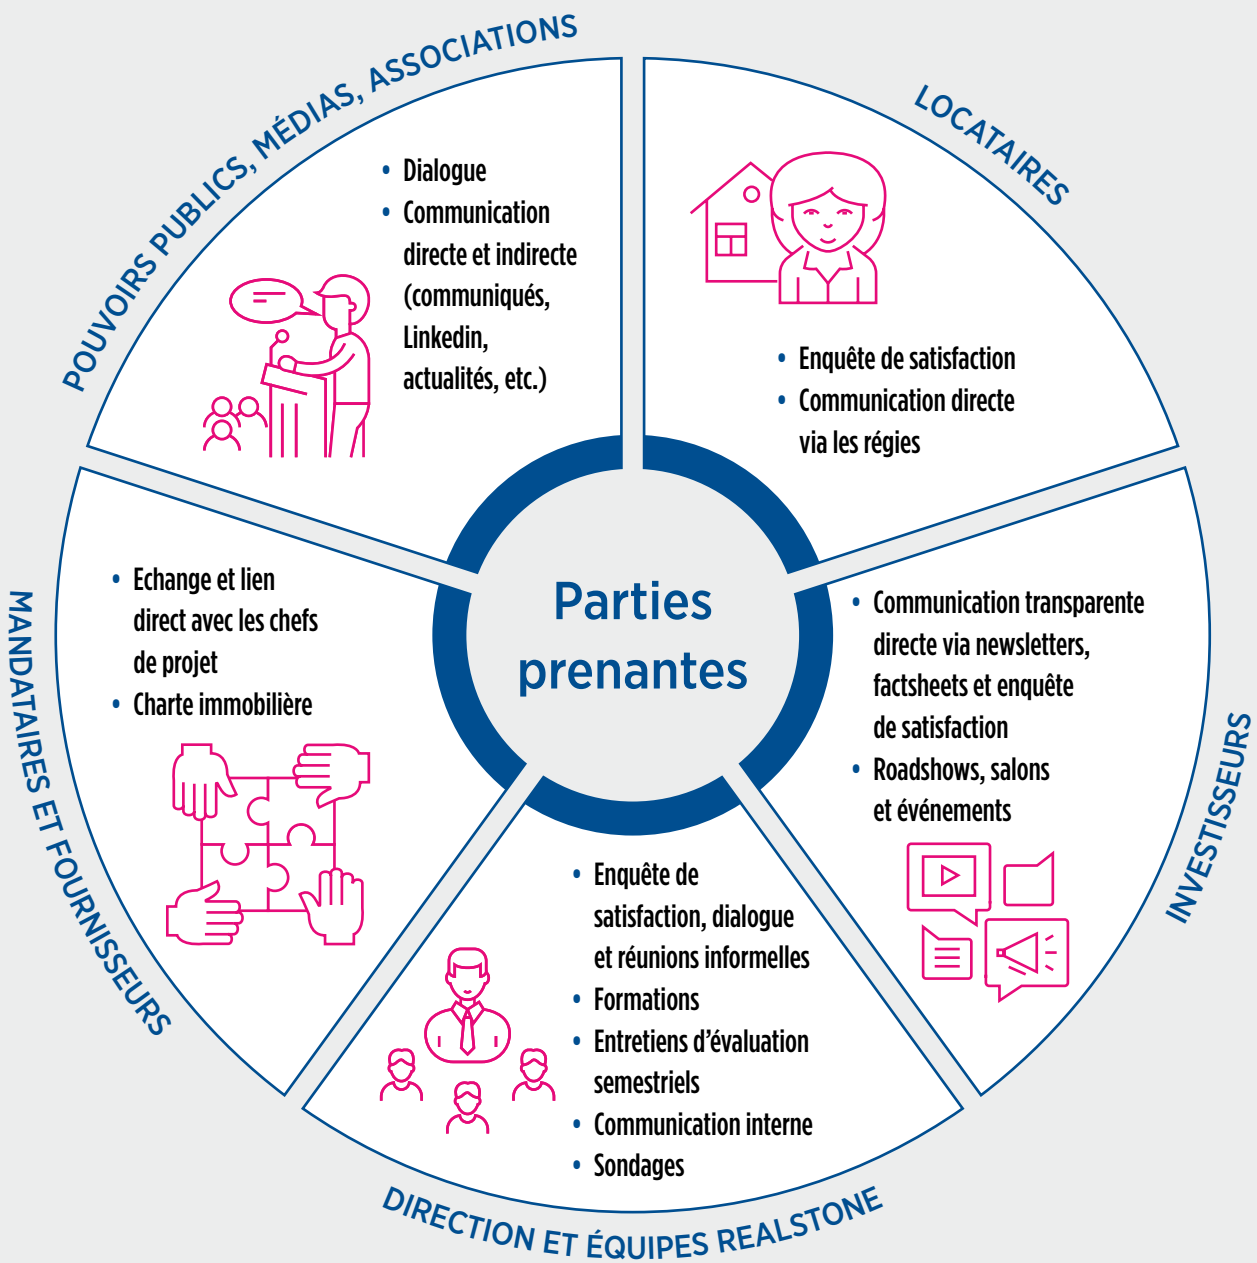 POUVOIRS PUBLICS, MÉDIAS, ASSOCIATIONS
• Dialogue
• Communication
directe et indirecte
(communiqués,
Linkedin,
actualités, etc.)
LOCATAIRES
• Enquête de satisfaction
• Communication directe
via les régies
Parties
prenantes
INVESTISSEURS
• Communication transparente
directe via newsletters,
factsheets et enquête
de satisfaction
• Roadshows, salons
et événements
DIRECTION ET ÉQUIPES REALSTONE
• Enquête de
satisfaction, dialogue
et réunions informelles
• Formations
• Entretiens d’évaluation
semestriels
• Communication interne
• Sondages
MANDATAIRES ET FOURNISSEURS
• Echange et lien
direct avec les chefs
de projet
• Charte immobilière